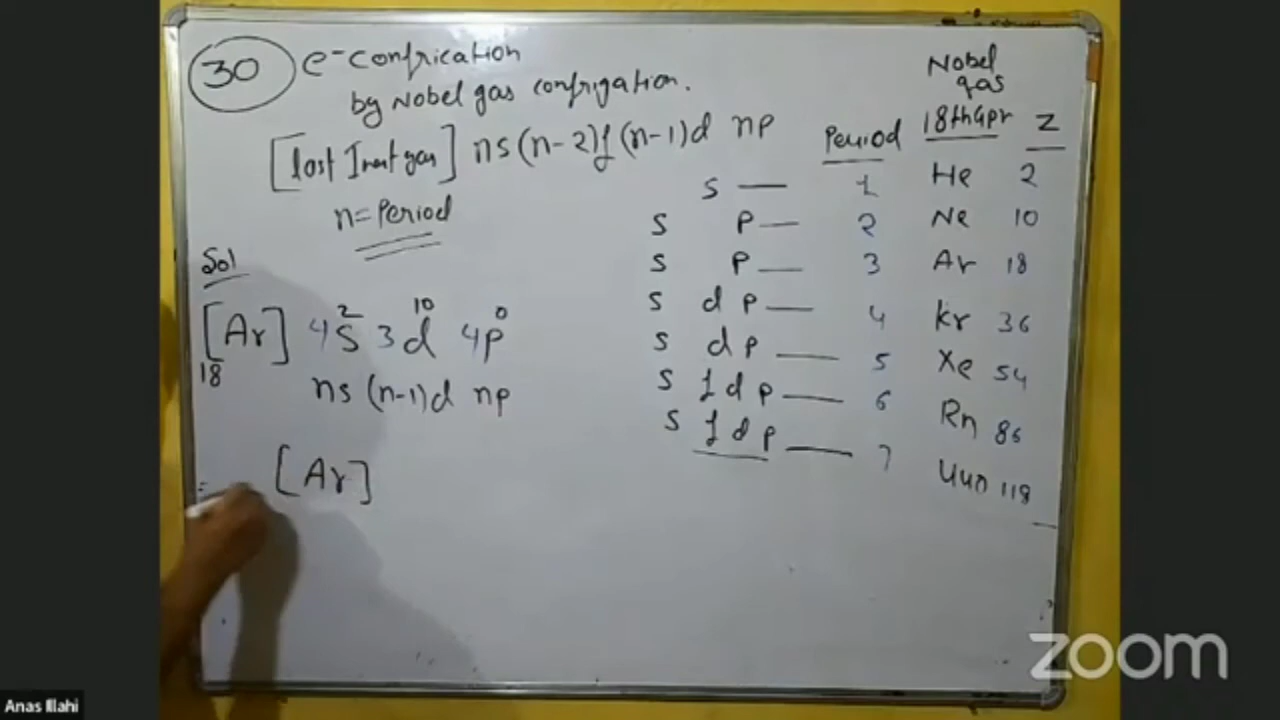 30 e-confrication
by Nobel gas confrigation.
[last Inert gas] ns (n-2)f (n-1)d np
n=Period
Sol
[Ar] 4s² 3d¹⁰ 4p⁰
18
ns (n-1)d np
= [Ar]
Nobel
gas
Period 18th Gpr Z
s — 1 He 2
s p — 2 Ne 10
s p — 3 Ar 18
s d p — 4 Kr 36
s d p — 5 Xe 54
s f d p — 6 Rn 86
s f d p — 7 Uuo 118
zoom
Anas Illahi